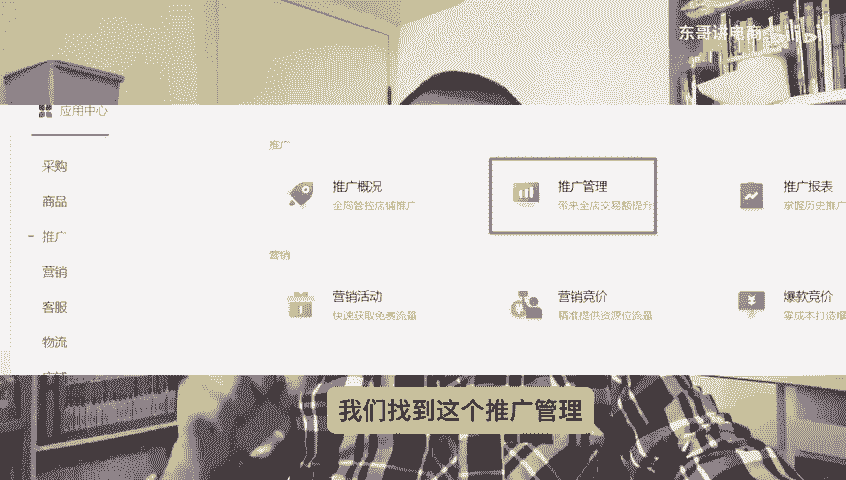 东哥讲电商
应用中心
采购
商品
推广
营销
客服
物流
推广
推广概况
全局管控店铺推广
推广管理
带来全店交易额提升
推广报表
掌握历史推广
营销
营销活动
快速获取免费流量
营销竞价
精准提供资源位流量
爆款竞价
零成本打造爆
我们找到这个推广管理